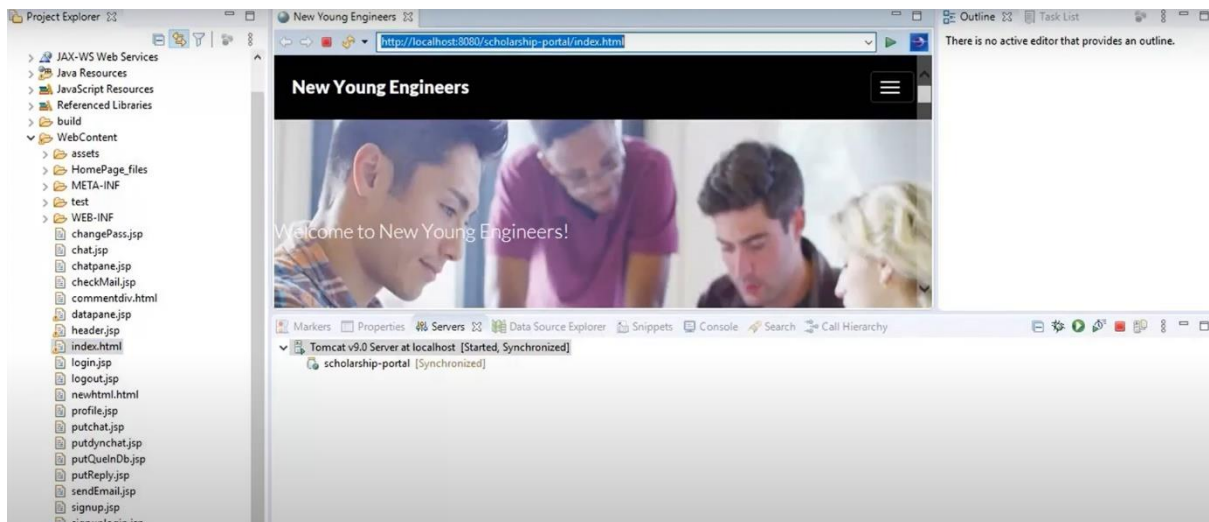 Project Explorer
JAX-WS Web Services
Java Resources
JavaScript Resources
Referenced Libraries
build
WebContent
assets
HomePage_files
META-INF
test
WEB-INF
changePass.jsp
chat.jsp
chatpane.jsp
checkMail.jsp
commentdiv.html
datapane.jsp
header.jsp
index.html
login.jsp
logout.jsp
newhtml.html
profile.jsp
putchat.jsp
putdynchat.jsp
putQueInDb.jsp
putReply.jsp
sendEmail.jsp
signup.jsp
New Young Engineers
http://localhost:8080/scholarship-portal/index.html
New Young Engineers
Welcome to New Young Engineers!
Markers Properties Servers Data Source Explorer Snippets Console Search Call Hierarchy
Tomcat v9.0 Server at localhost [Started, Synchronized]
scholarship-portal [Synchronized]
Outline Task List
There is no active editor that provides an outline.